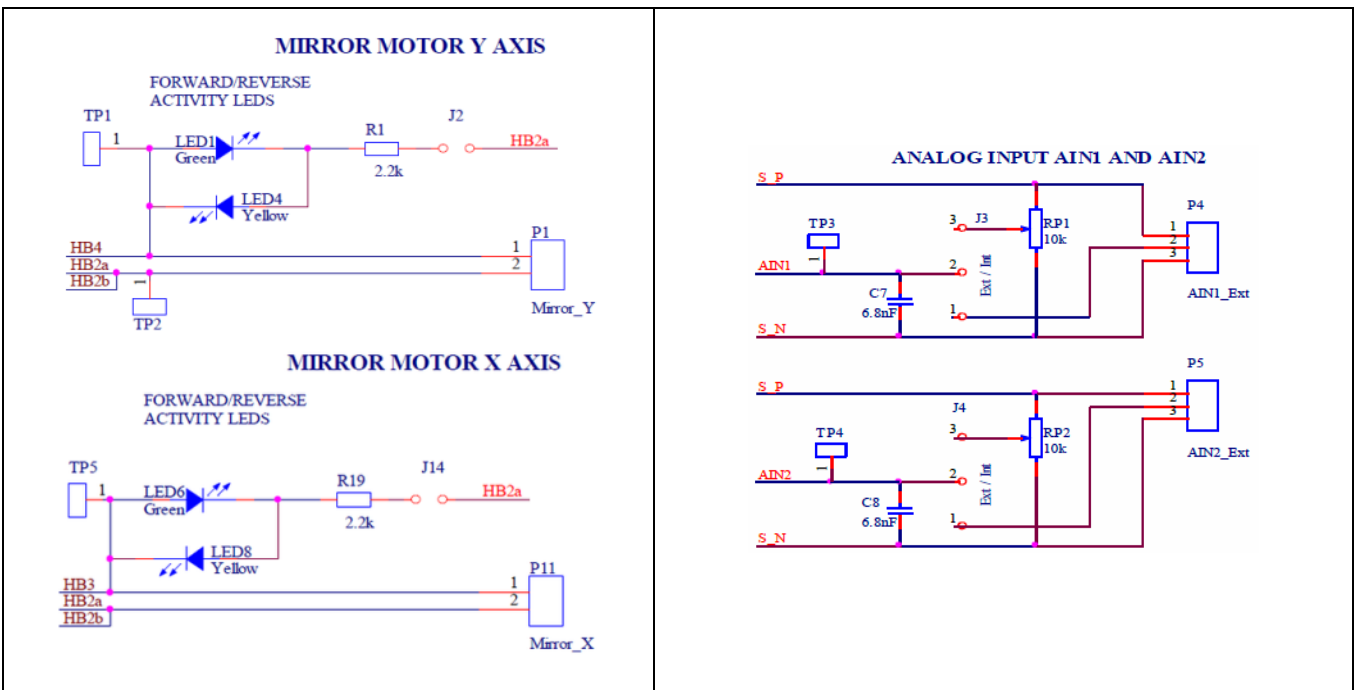 MIRROR MOTOR Y AXIS
FORWARD/REVERSE
ACTIVITY LEDS
TP1
1
LED1
Green
R1
2.2k
J2
HB2a
LED4
Yellow
HB4
HB2a
HB2b
1
2
P1
Mirror_Y
1
TP2
MIRROR MOTOR X AXIS
FORWARD/REVERSE
ACTIVITY LEDS
TP5
1
LED6
Green
R19
2.2k
J14
HB2a
LED8
Yellow
HB3
HB2a
HB2b
1
2
P11
Mirror_X
ANALOG INPUT AIN1 AND AIN2
S_P
TP3
1
AIN1
C7
6.8nF
S_N
3
J3
2
Ext / Int
1
RP1
10k
P4
1
2
3
AIN1_Ext
S_P
TP4
1
AIN2
C8
6.8nF
S_N
J4
3
2
Ext / Int
1
RP2
10k
P5
1
2
3
AIN2_Ext